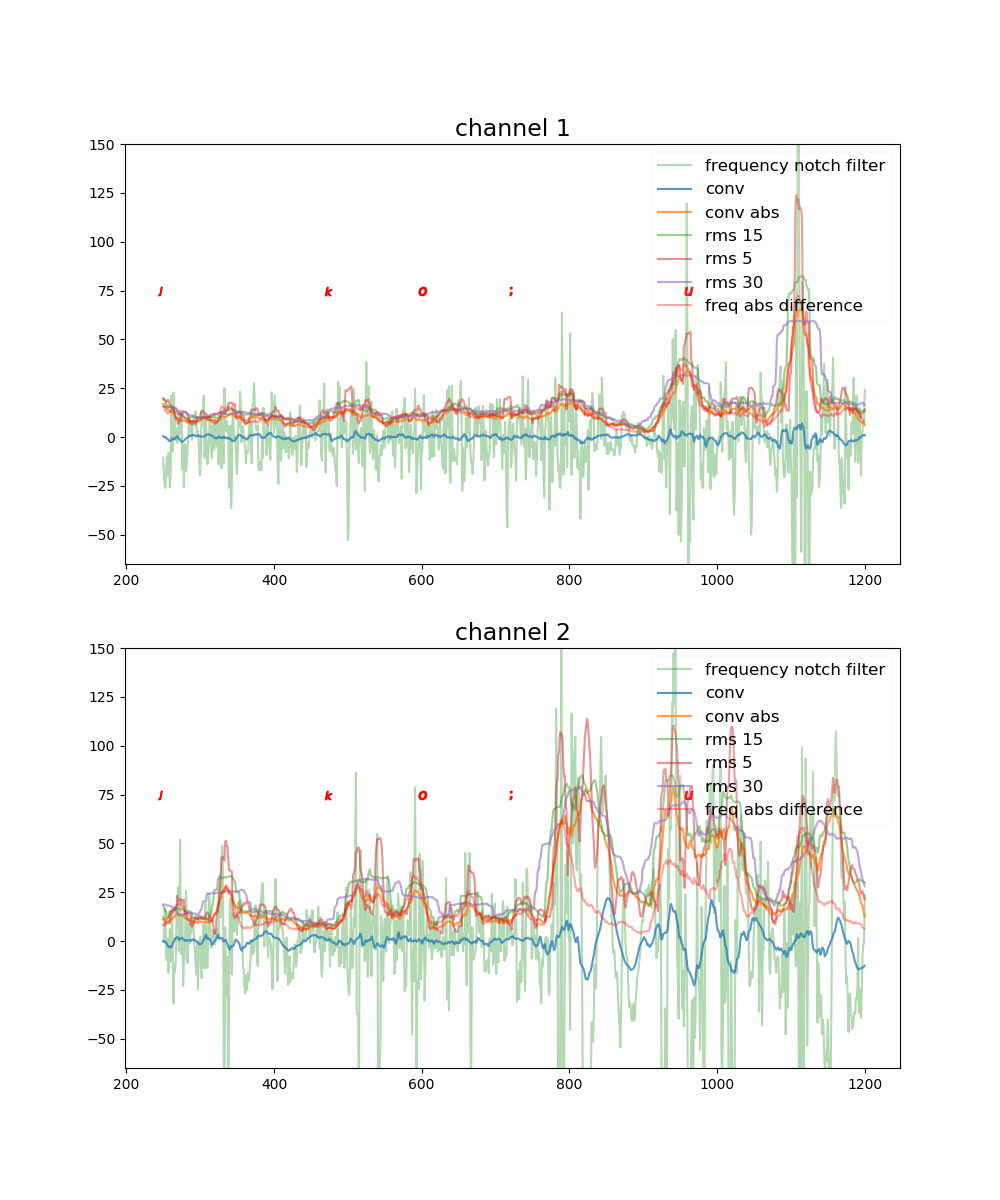 channel 1
150
125
100
75
50
25
0
−25
−50
frequency notch filter
conv
conv abs
rms 15
rms 5
rms 30
freq abs difference
J k o ; u
200 400 600 800 1000 1200
channel 2
150
125
100
75
50
25
0
−25
−50
frequency notch filter
conv
conv abs
rms 15
rms 5
rms 30
freq abs difference
J k o ; u
200 400 600 800 1000 1200